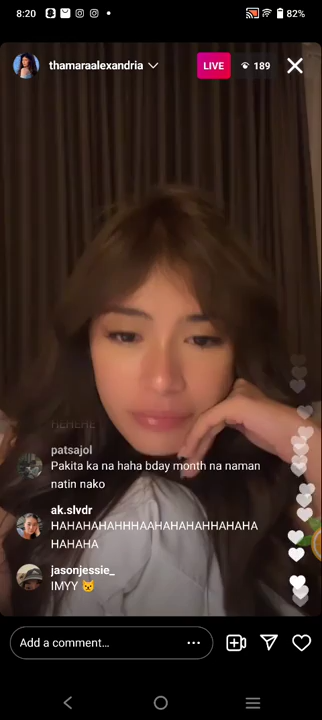 8:20
82%
thamaraalexandria
LIVE
189
HEHEHE
patsajol
Pakita ka na haha bday month na naman
natin nako
ak.slvdr
HAHAHAHAHHHAAHAHAHAHHAHAHA
HAHAHA
jasonjessie_
IMYY 😿
Add a comment...